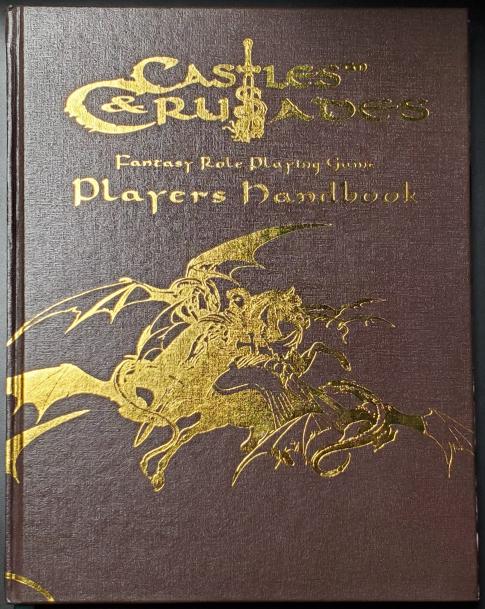 Castles™
& Crusades
Fantasy Role Playing Game
Players Handbook